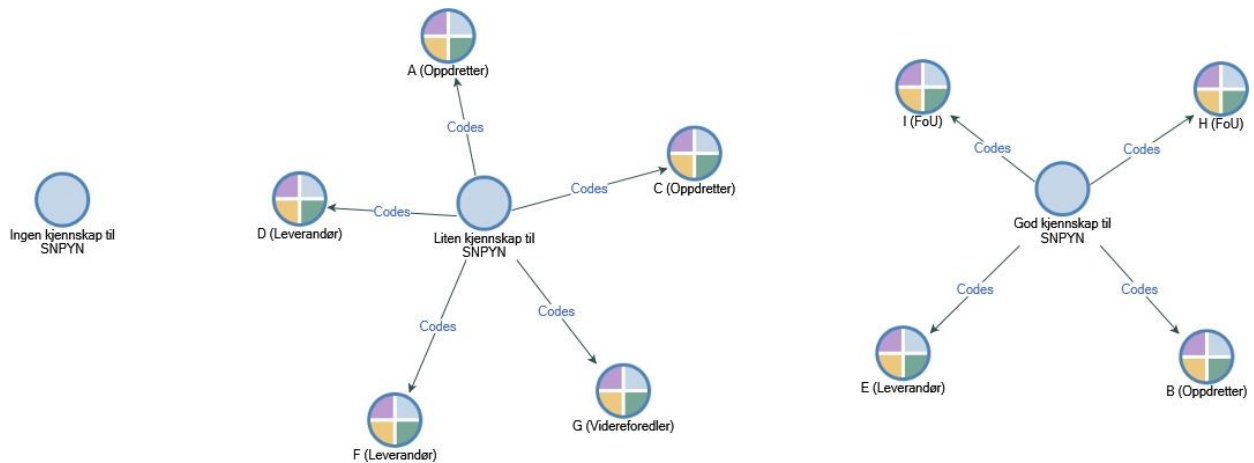 Ingen kjennskap til
SNPYN
A (Oppdretter)
Codes
Codes
C (Oppdretter)
D (Leverandør)
Codes
Liten kjennskap til
SNPYN
Codes
Codes
F (Leverandør)
G (Videreforedler)
I (FoU)
H (FoU)
Codes
Codes
God kjennskap til
SNPYN
Codes
Codes
E (Leverandør)
B (Oppdretter)